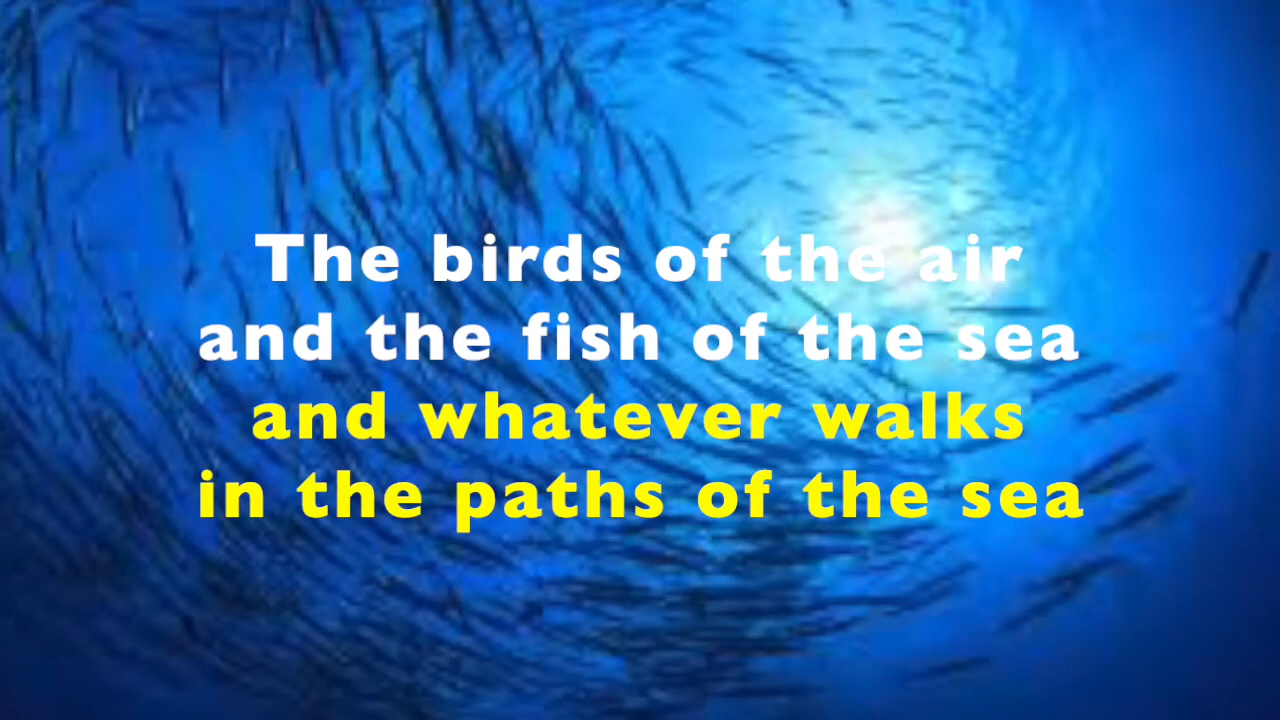 The birds of the air
and the fish of the sea
and whatever walks
in the paths of the sea